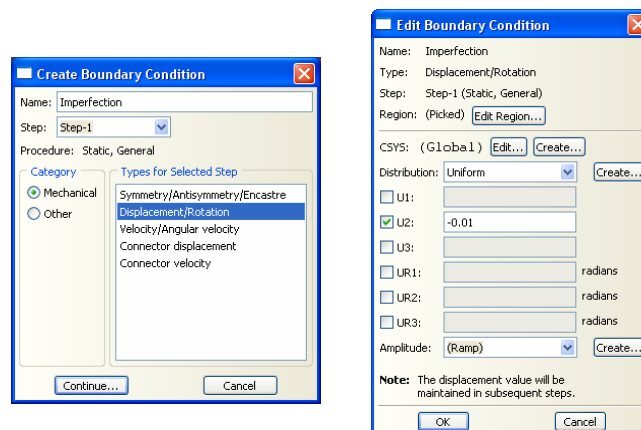 Create Boundary Condition
Name: Imperfection
Step: Step-1
Procedure: Static, General
Category
Mechanical
Other
Types for Selected Step
Symmetry/Antisymmetry/Encastre
Displacement/Rotation
Velocity/Angular velocity
Connector displacement
Connector velocity
Continue... Cancel
Edit Boundary Condition
Name: Imperfection
Type: Displacement/Rotation
Step: Step-1 (Static, General)
Region: (Picked) Edit Region...
CSYS: (Global) Edit... Create...
Distribution: Uniform Create...
U1:
U2: -0.01
U3:
UR1: radians
UR2: radians
UR3: radians
Amplitude: (Ramp) Create...
Note: The displacement value will be
maintained in subsequent steps.
OK Cancel